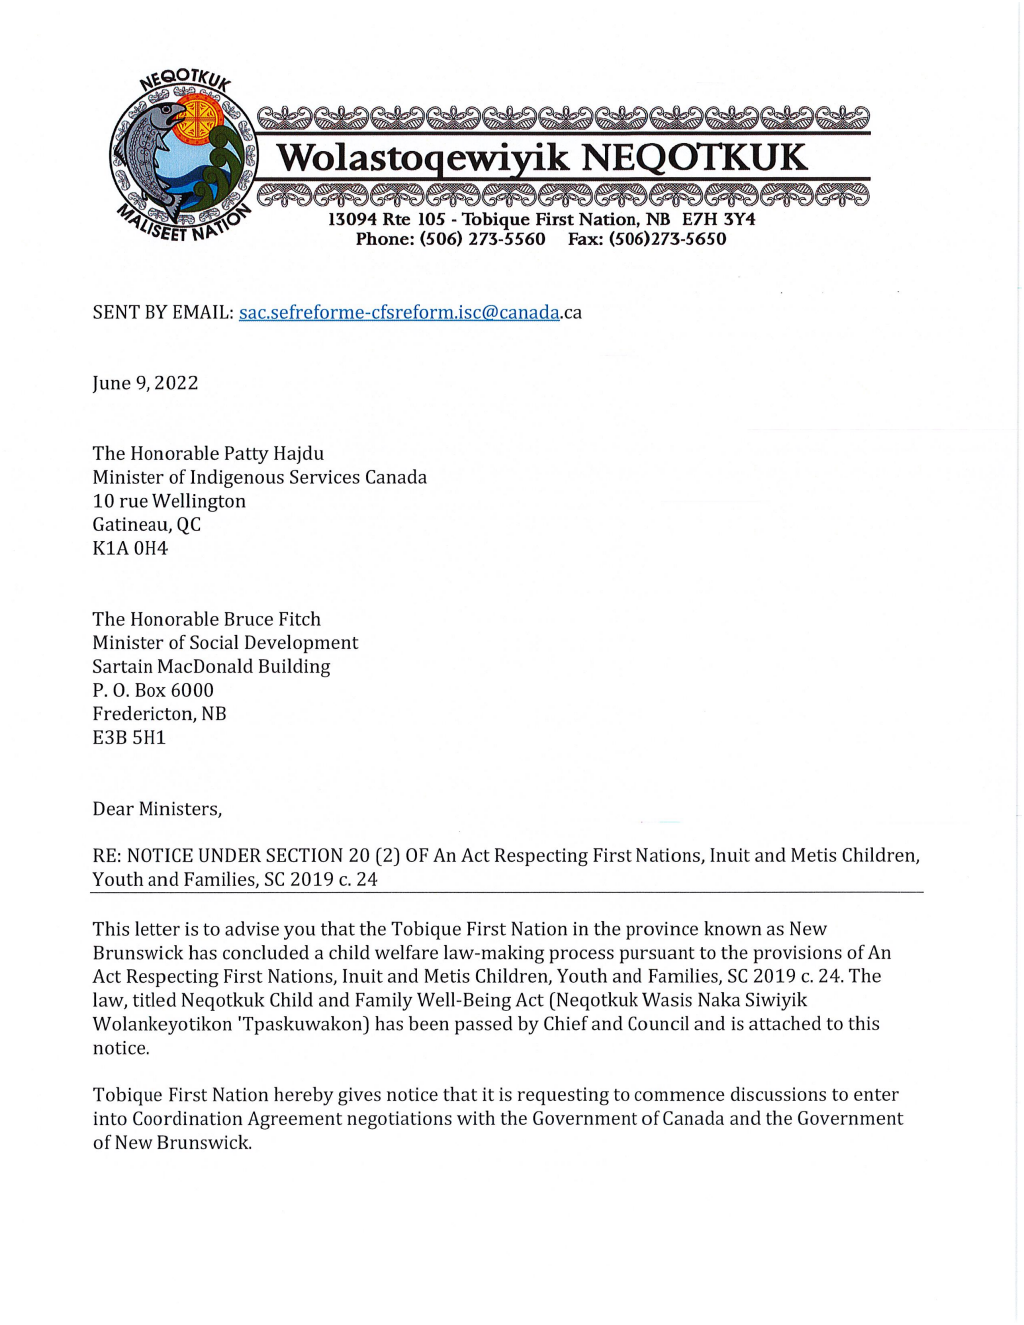 NEQOTKUK
MALISEET NATION
Wolastoqewiyik NEQOTKUK
13094 Rte 105 - Tobique First Nation, NB E7H 3Y4
Phone: (506) 273-5560 Fax: (506)273-5650
SENT BY EMAIL: sac.sefreforme-cfsreform.isc@canada.ca
June 9, 2022
The Honorable Patty Hajdu
Minister of Indigenous Services Canada
10 rue Wellington
Gatineau, QC
K1A 0H4
The Honorable Bruce Fitch
Minister of Social Development
Sartain MacDonald Building
P. O. Box 6000
Fredericton, NB
E3B 5H1
Dear Ministers,
RE: NOTICE UNDER SECTION 20 (2) OF An Act Respecting First Nations, Inuit and Metis Children,
Youth and Families, SC 2019 c. 24
This letter is to advise you that the Tobique First Nation in the province known as New
Brunswick has concluded a child welfare law-making process pursuant to the provisions of An
Act Respecting First Nations, Inuit and Metis Children, Youth and Families, SC 2019 c. 24. The
law, titled Neqotkuk Child and Family Well-Being Act (Neqotkuk Wasis Naka Siwiyik
Wolankeyotikon 'Tpaskuwakon) has been passed by Chief and Council and is attached to this
notice.
Tobique First Nation hereby gives notice that it is requesting to commence discussions to enter
into Coordination Agreement negotiations with the Government of Canada and the Government
of New Brunswick.